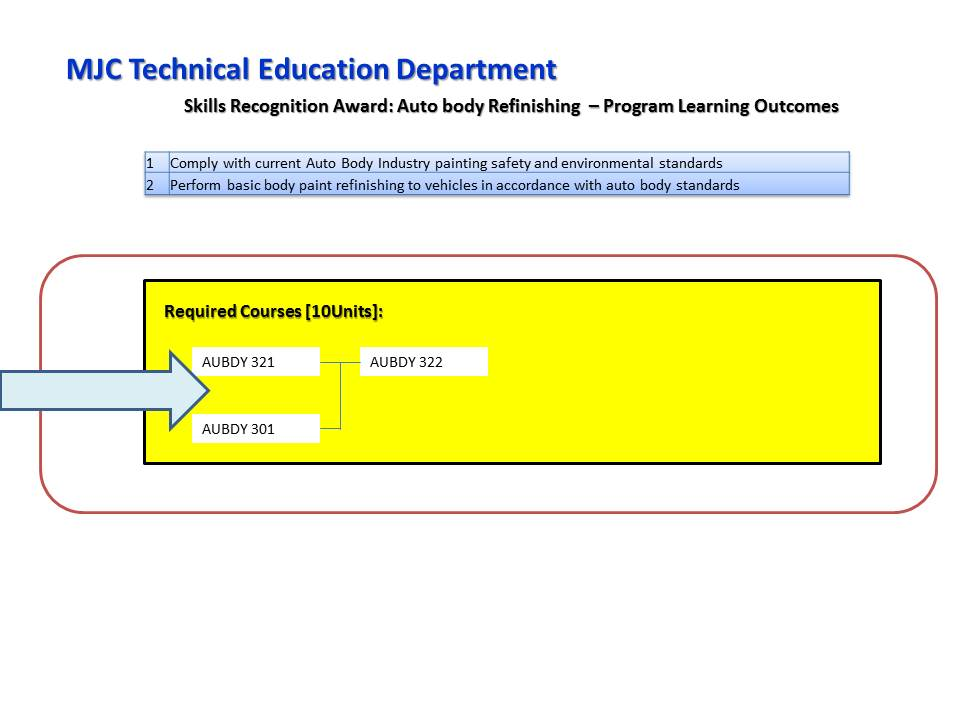 MJC Technical Education Department
Skills Recognition Award: Auto body Refinishing – Program Learning Outcomes
1 Comply with current Auto Body Industry painting safety and environmental standards
2 Perform basic body paint refinishing to vehicles in accordance with auto body standards
Required Courses [10Units]:
AUBDY 321 AUBDY 322
AUBDY 301